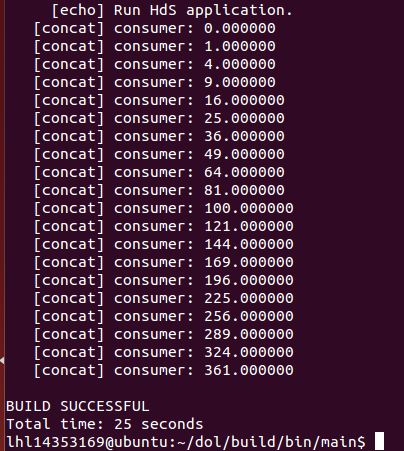 [echo] Run HdS application.
[concat] consumer: 0.000000
[concat] consumer: 1.000000
[concat] consumer: 4.000000
[concat] consumer: 9.000000
[concat] consumer: 16.000000
[concat] consumer: 25.000000
[concat] consumer: 36.000000
[concat] consumer: 49.000000
[concat] consumer: 64.000000
[concat] consumer: 81.000000
[concat] consumer: 100.000000
[concat] consumer: 121.000000
[concat] consumer: 144.000000
[concat] consumer: 169.000000
[concat] consumer: 196.000000
[concat] consumer: 225.000000
[concat] consumer: 256.000000
[concat] consumer: 289.000000
[concat] consumer: 324.000000
[concat] consumer: 361.000000
BUILD SUCCESSFUL
Total time: 25 seconds
lhl14353169@ubuntu:~/dol/build/bin/main$